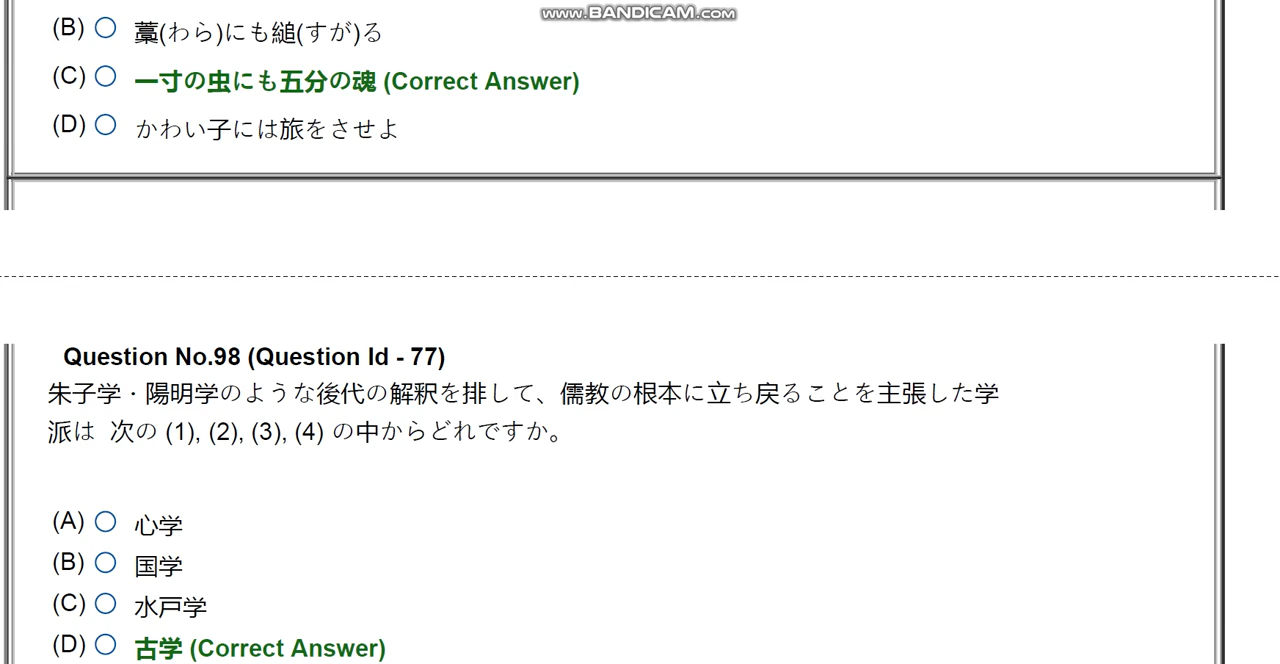 www.BANDICAM.com
(B) 藁(わら)にも縋(すが)る
(C) 一寸の虫にも五分の魂 (Correct Answer)
(D) かわい子には旅をさせよ
Question No.98 (Question Id - 77)
朱子学・陽明学のような後代の解釈を排して、儒教の根本に立ち戻ることを主張した学
派は 次の (1), (2), (3), (4) の中からどれですか。
(A) 心学
(B) 国学
(C) 水戸学
(D) 古学 (Correct Answer)